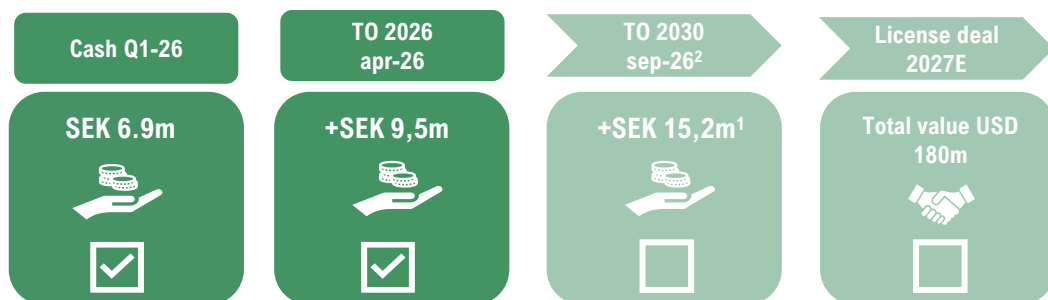 Cash Q1-26
SEK 6.9m
TO 2026
apr-26
+SEK 9,5m
TO 2030
sep-26²
+SEK 15,2m¹
License deal
2027E
Total value USD
180m